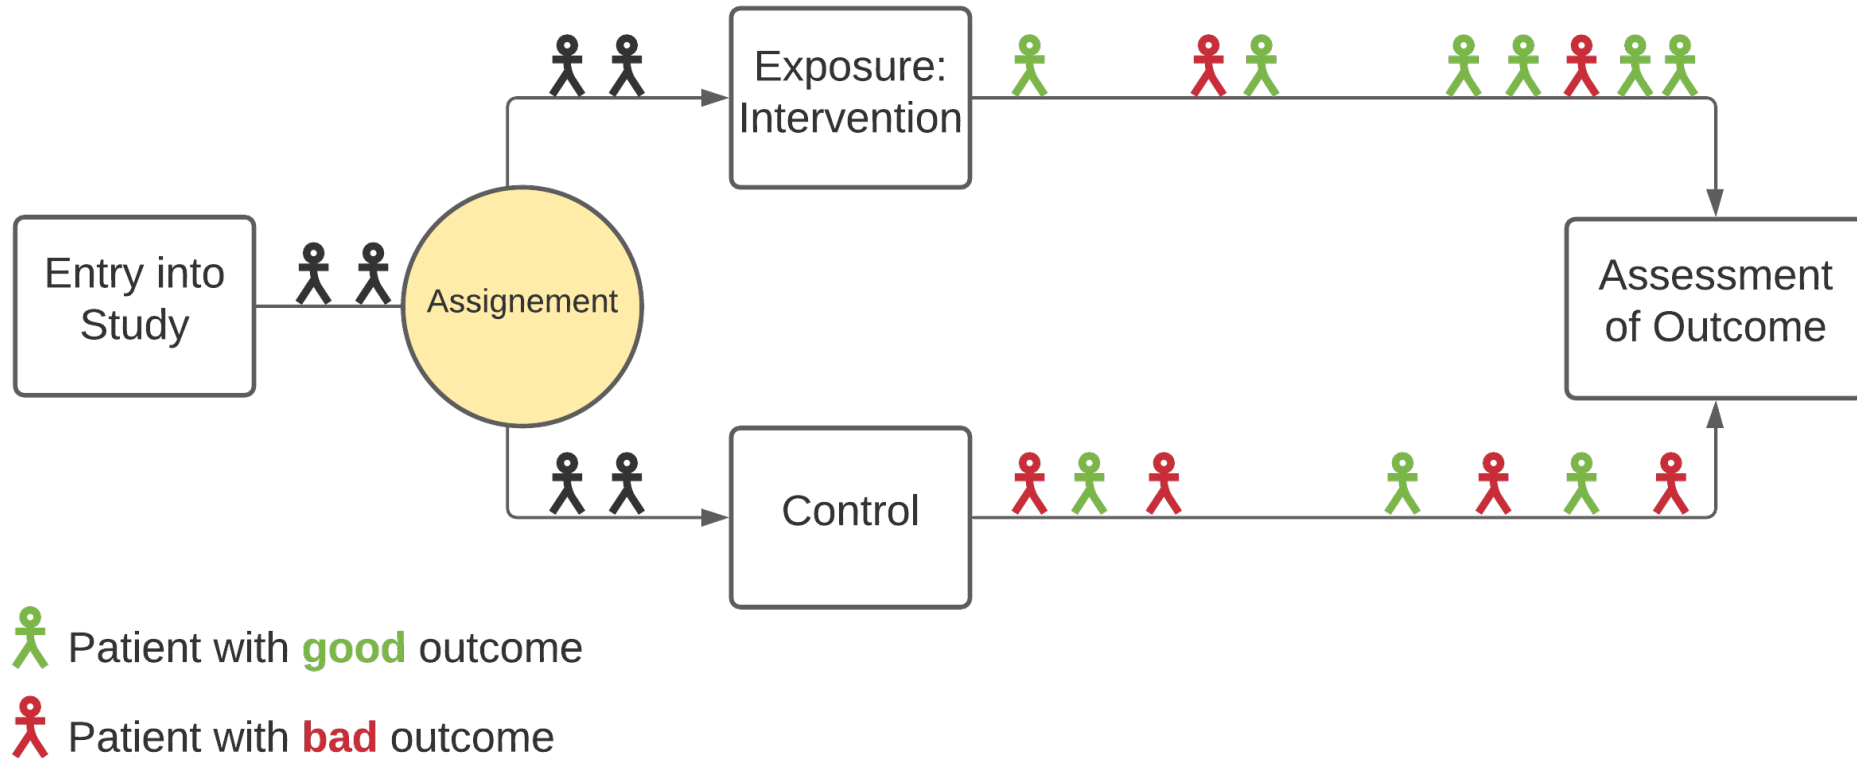 Exposure:
Intervention
Entry into
Study
Assignement
Assessment
of Outcome
Control
Patient with good outcome
Patient with bad outcome